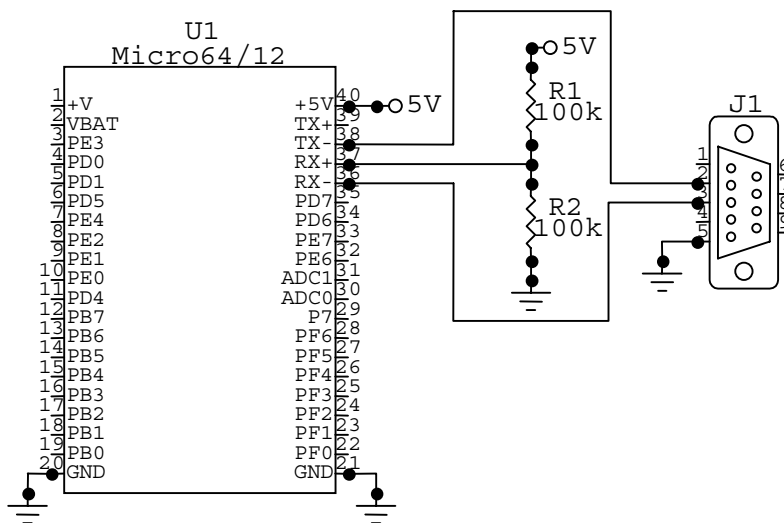 U1
Micro64/12
1 +V
2 VBAT
3 PE3
4 PD0
5 PD1
6 PD5
7 PE4
8 PE2
9 PE1
10 PE0
11 PD4
12 PB7
13 PB6
14 PB5
15 PB4
16 PB3
17 PB2
18 PB1
19 PB0
20 GND
+5V 40
TX+ 39
TX- 38
RX+ 37
RX- 36
PD7 35
PD6 34
PE7 33
PE6 32
ADC1 31
ADC0 30
P7 29
PF6 28
PF5 27
PF4 26
PF3 25
PF2 24
PF1 23
PF0 22
GND 21
5V
5V
R1
100k
R2
100k
J1
1
2
3
4
5
6